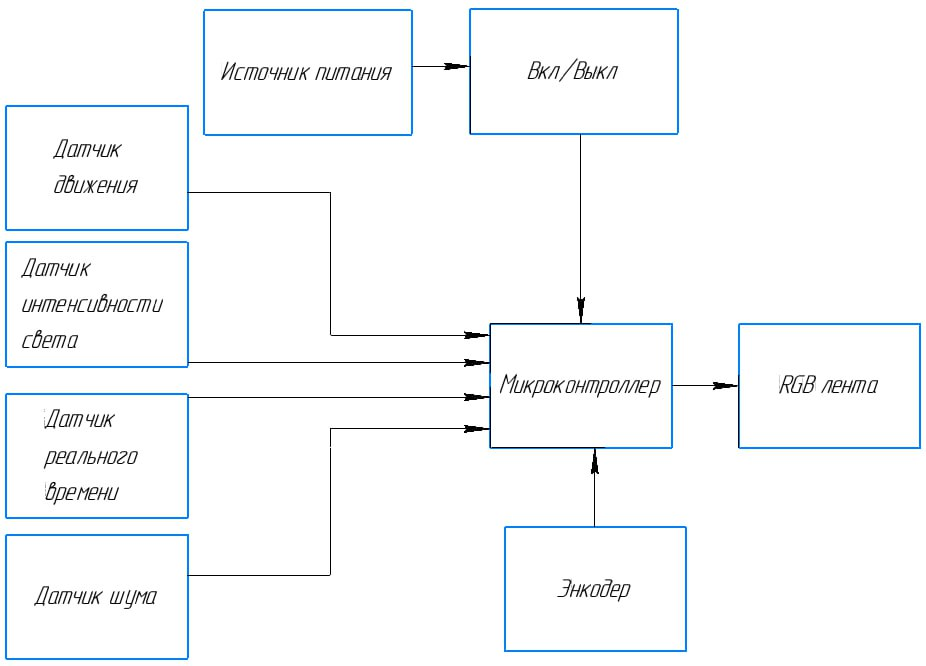 Источник питания
Вкл/Выкл
Датчик
движения
Датчик
интенсивности
света
Микроконтроллер
RGB лента
Датчик
реального
времени
Датчик шума
Энкодер